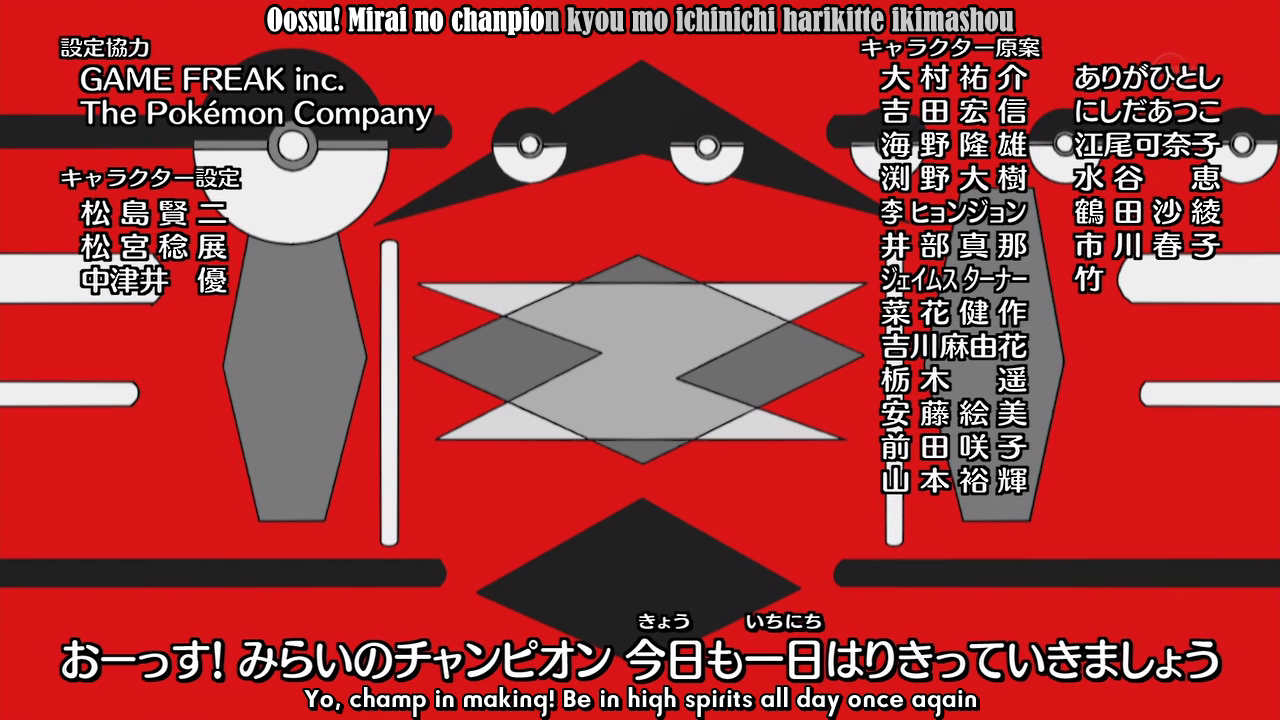 Oossu! Mirai no chanpion kyou mo ichinichi harikitte ikimashou
設定協力
GAME FREAK inc.
The Pokémon Company
キャラクター設定
松島賢二
松宮稔展
中津井 優
キャラクター原案
大村祐介
吉田宏信
海野隆雄
渕野大樹
李 ヒョンジョン
井部真那
ジェイムス ターナー
菜花健作
吉川麻由花
栃木 遥
安藤絵美
前田咲子
山本裕輝
ありがひとし
にしだあつこ
江尾可奈子
水谷 恵
鶴田沙綾
市川春子
竹
きょう いちにち
おーっす! みらいのチャンピオン 今日も一日はりきっていきましょう
Yo, champ in making! Be in high spirits all day once again